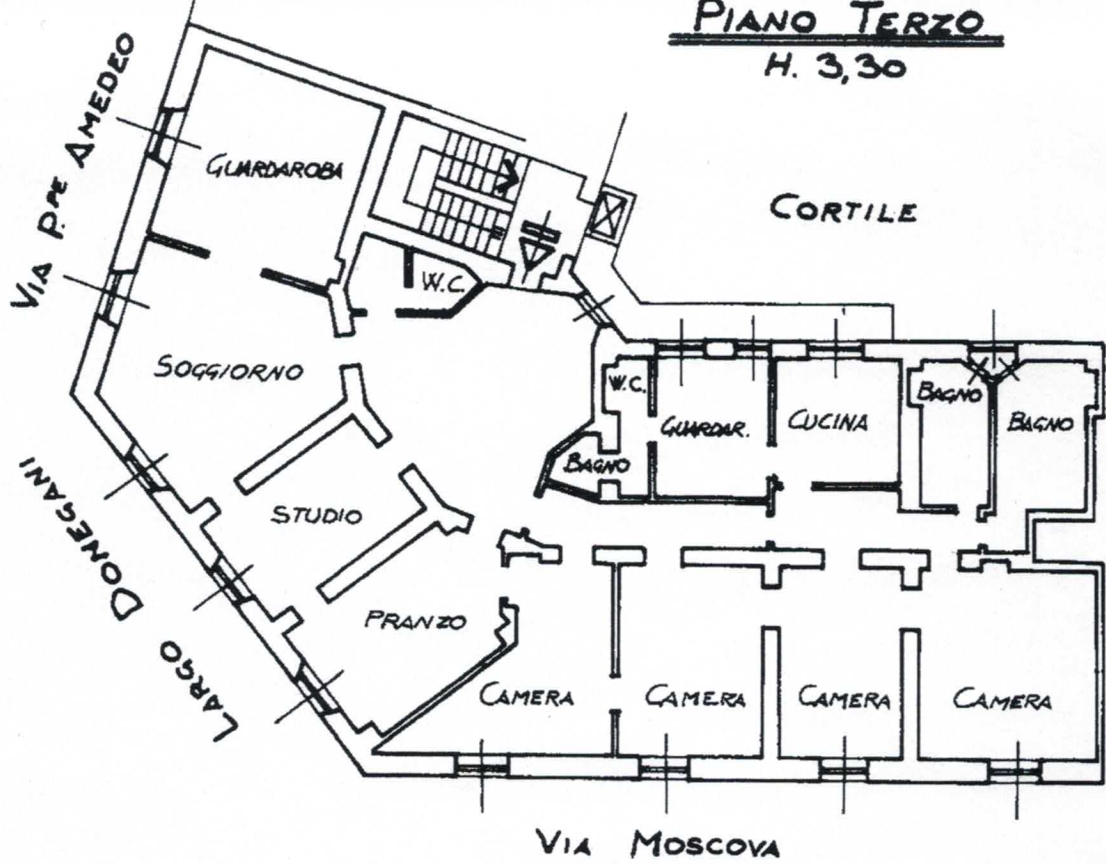 PIANO TERZO
H. 3,30
VIA P.PE AMEDEO
GUARDAROBA
CORTILE
W.C.
SOGGIORNO
W.C.
BAGNO
BAGNO
GUARDAR.
CUCINA
BAGNO
STUDIO
LARGO DONEGANI
PRANZO
CAMERA
CAMERA
CAMERA
CAMERA
VIA MOSCOVA